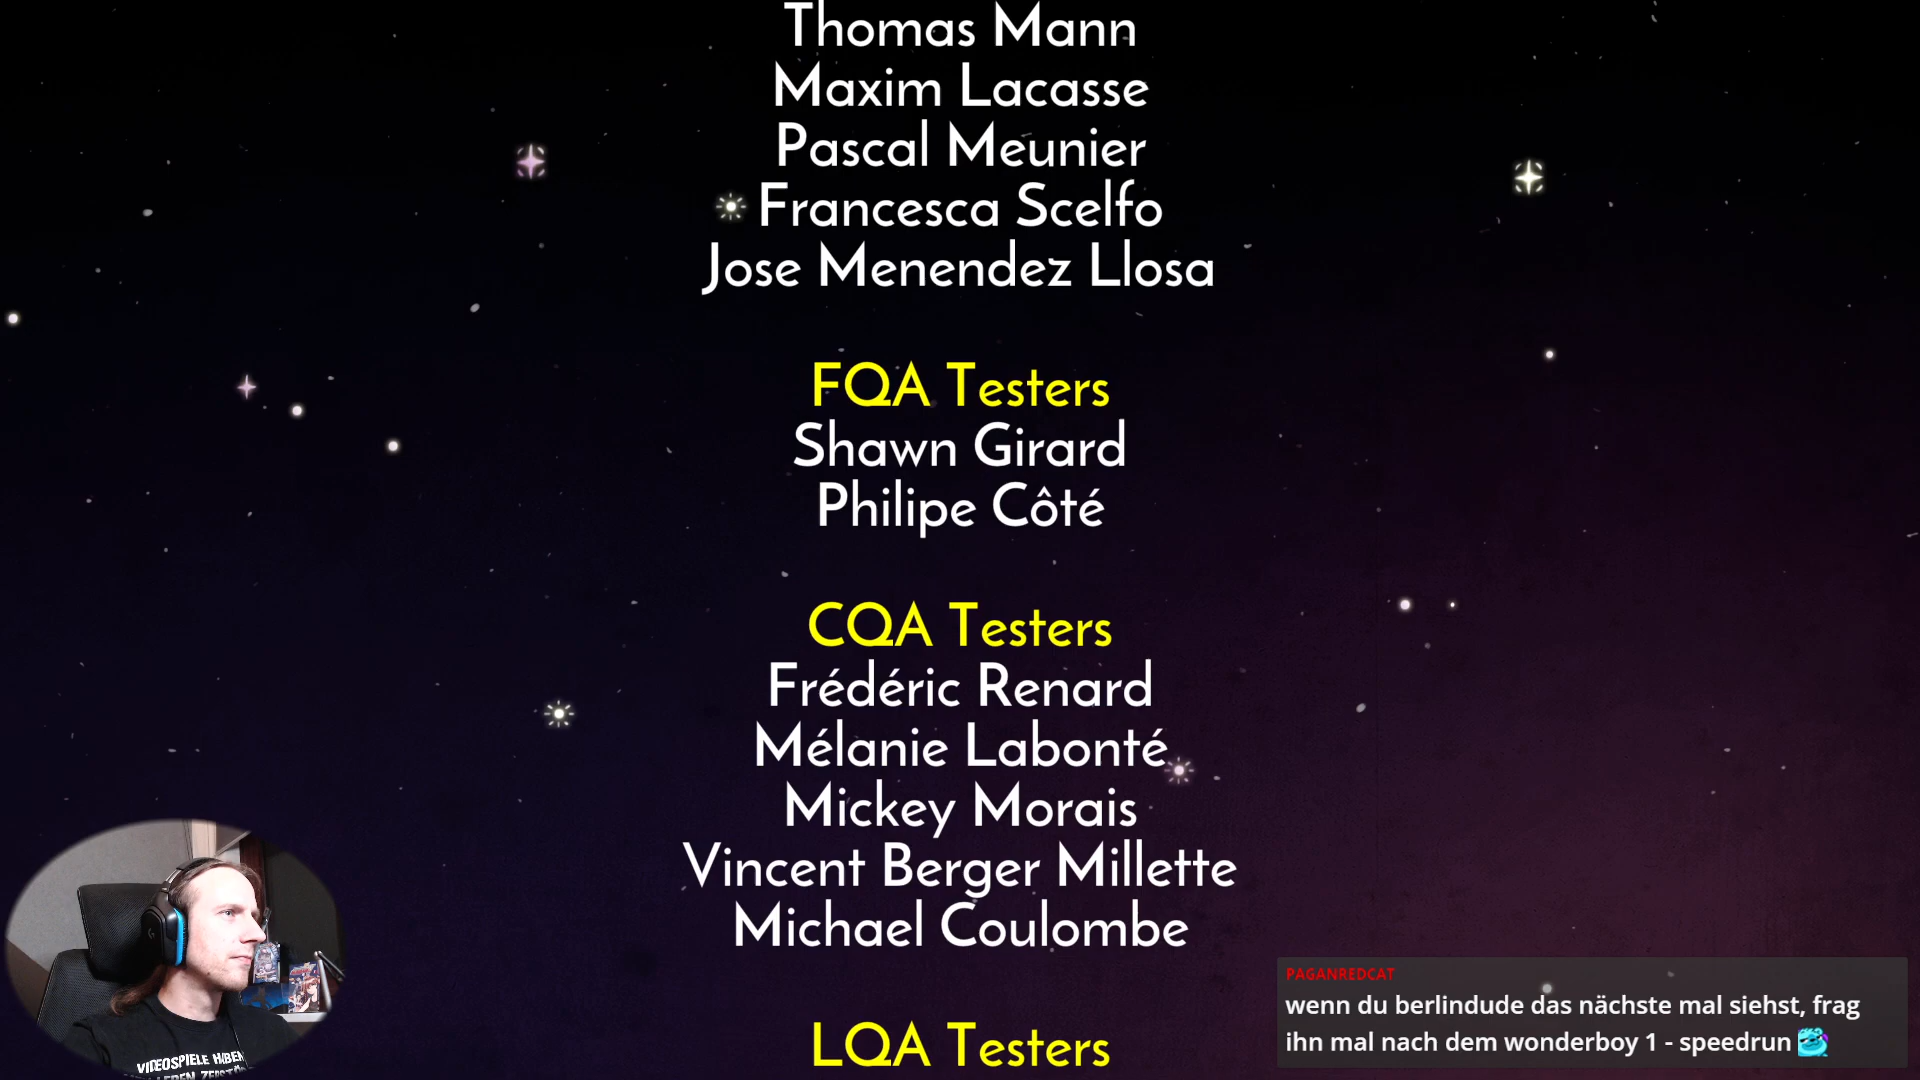 Thomas Mann
Maxim Lacasse
Pascal Meunier
Francesca Scelfo
Jose Menendez Llosa
FQA Testers
Shawn Girard
Philipe Côté
CQA Testers
Frédéric Renard
Mélanie Labonté
Mickey Morais
Vincent Berger Millette
Michael Coulombe
LQA Testers
PAGANREDCAT
wenn du berlindude das nächste mal siehst, frag
ihn mal nach dem wonderboy 1 - speedrun
VIDEOSPIELE HABEN